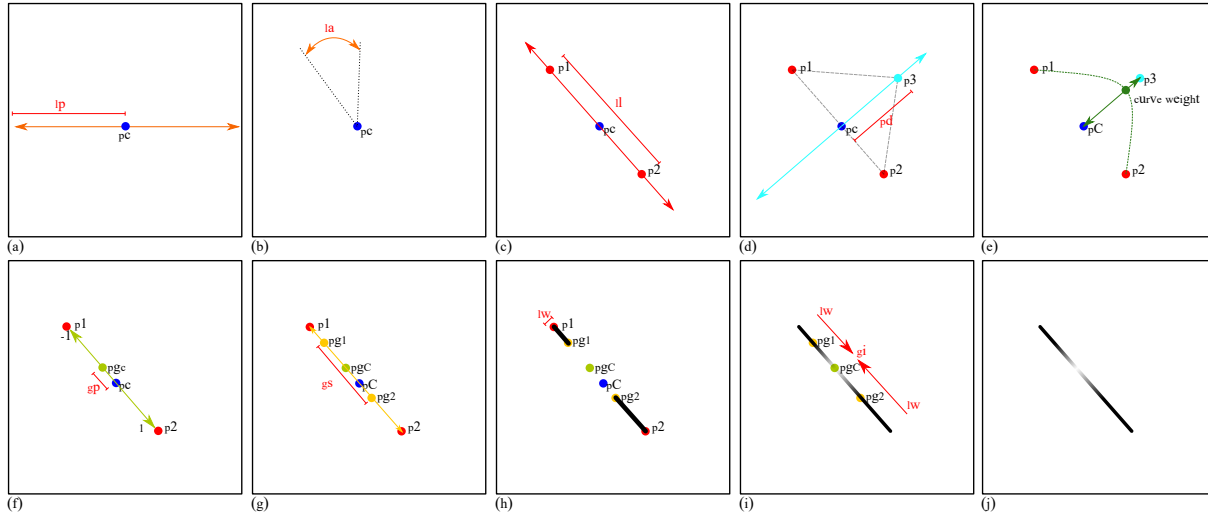 lp
pc
(a)
la
pc
(b)
p1
ll
pc
p2
(c)
p1
p3
pc
pd
p2
(d)
p1
p3
curve weight
pC
p2
(e)
p1
-1
pgc
pc
gp
1
p2
(f)
p1
pg1
pgC
pC
gs
pg2
p2
(g)
lw
p1
pg1
pgC
pC
pg2
p2
(h)
lw
pg1
gi
pgC
pg2
lw
(i)
(j)